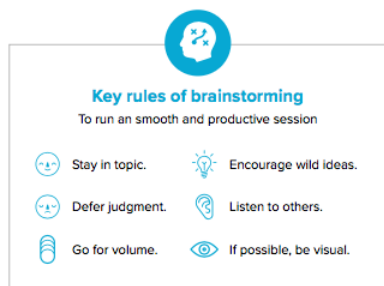 Key rules of brainstorming
To run an smooth and productive session
Stay in topic.
Encourage wild ideas.
Defer judgment.
Listen to others.
Go for volume.
If possible, be visual.